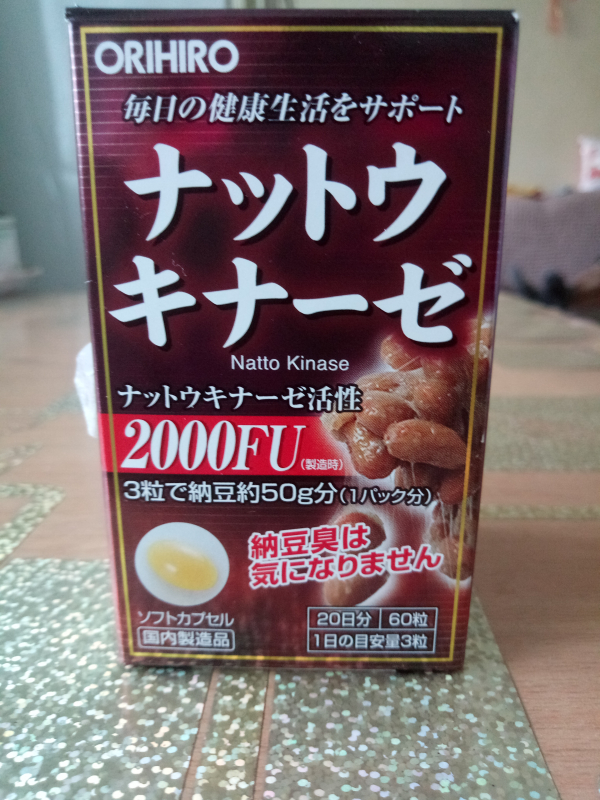 ORIHIRO
毎日の健康生活をサポート
ナットウ
キナーゼ
Natto Kinase
ナットウキナーゼ活性
2000FU(製造時)
3粒で納豆約50g分(1パック分)
納豆臭は
気になりません
ソフトカプセル
国内製造品
20日分 60粒
1日の目安量3粒